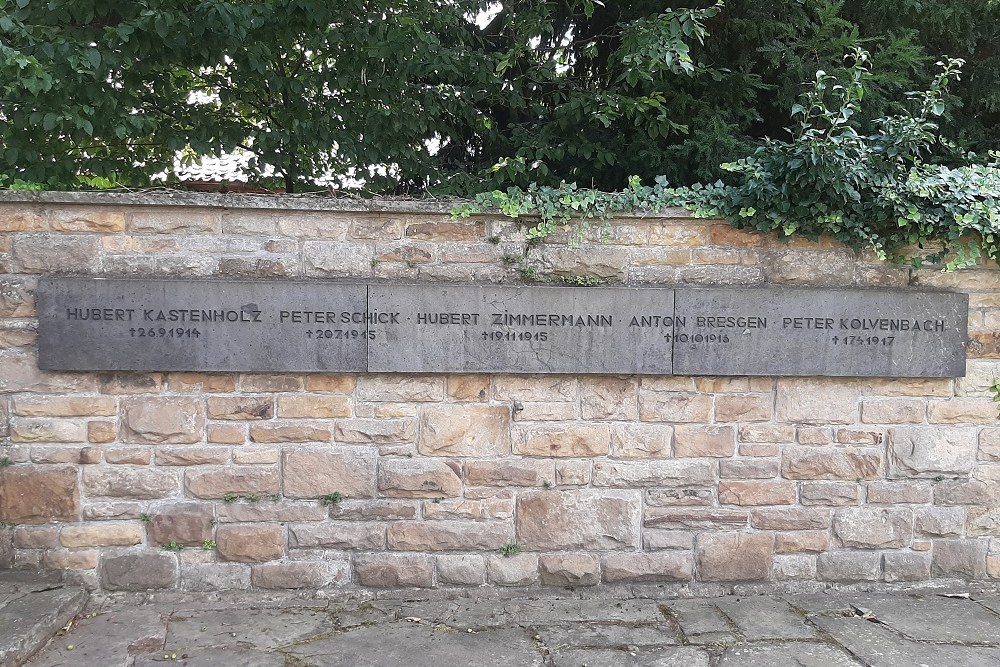 HUBERT KASTENHOLZ · PETER SCHICK · HUBERT ZIMMERMANN · ANTON BRESGEN · PETER KOLVENBACH
✝26.9.1914 ✝20.7.1915 ✝19.11.1915 ✝10.10.1916 ✝17.4.1917